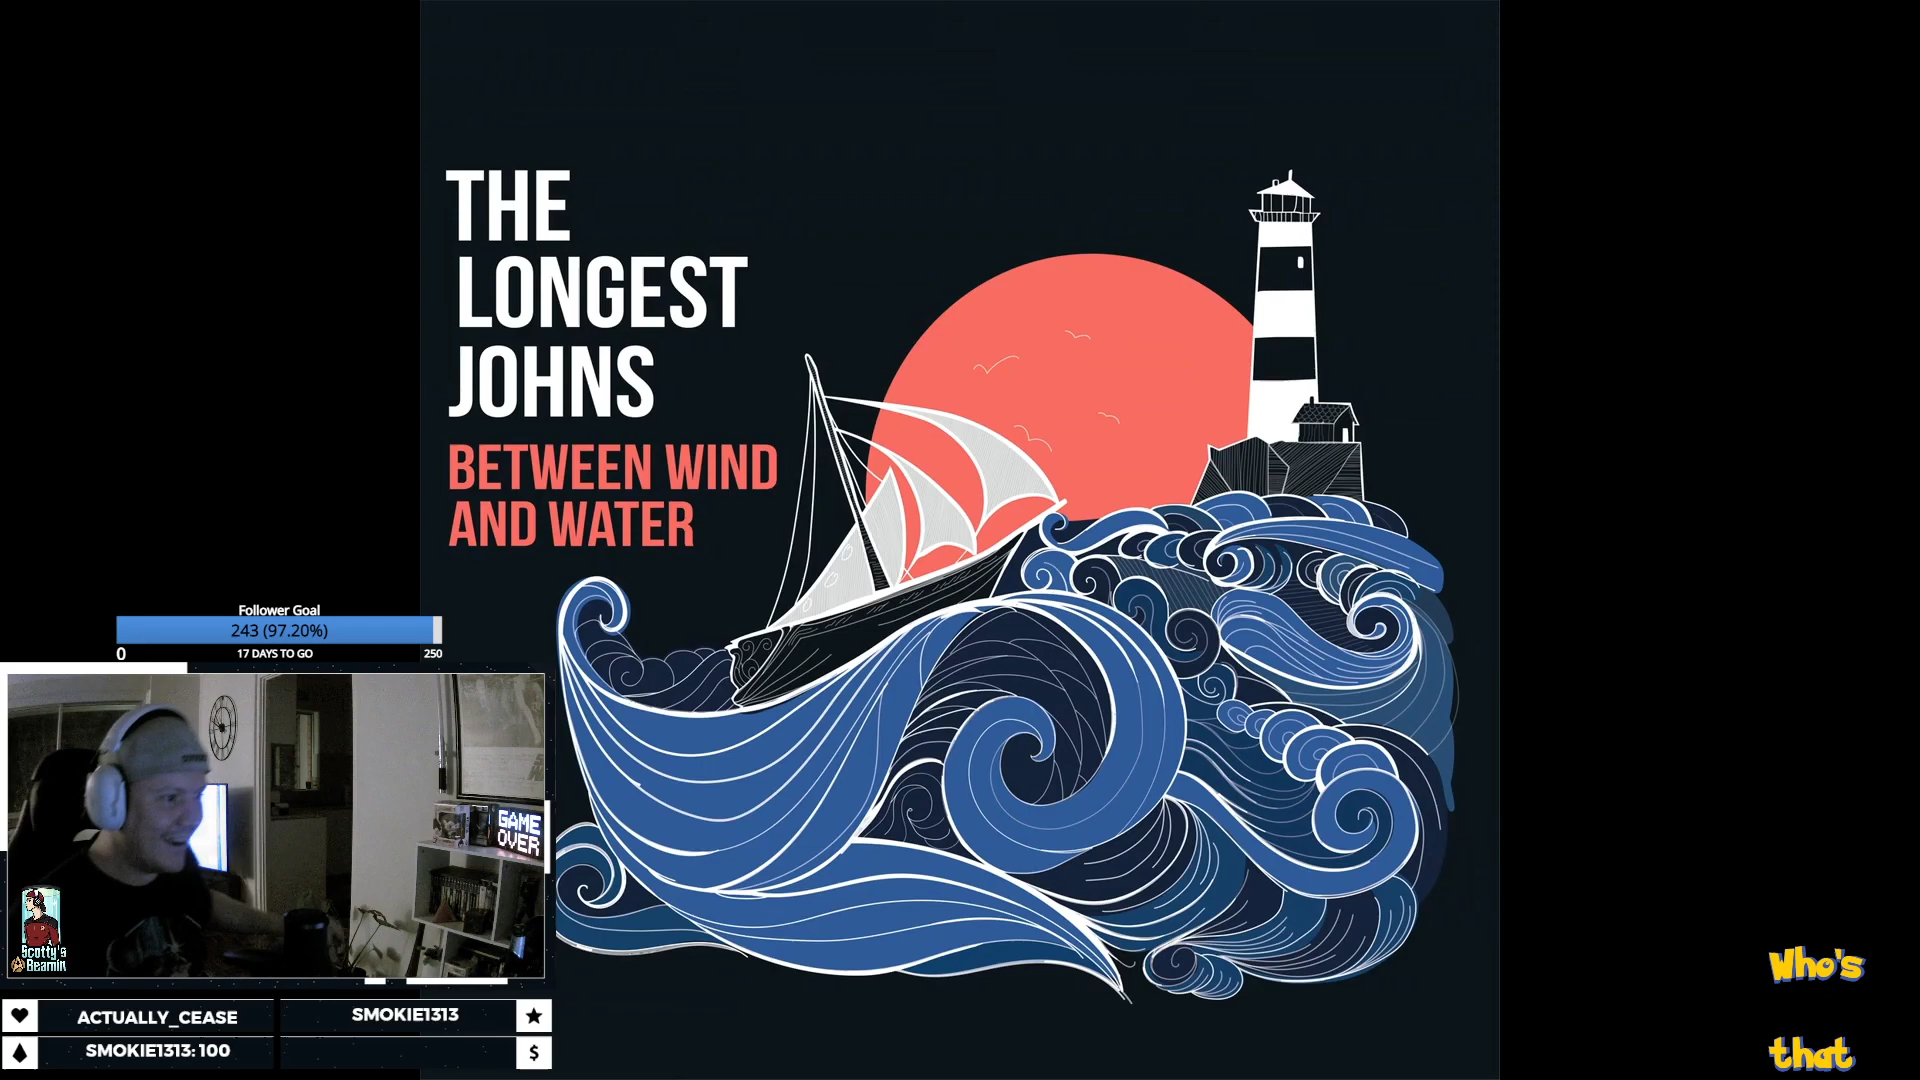 THE
LONGEST
JOHNS
BETWEEN WIND
AND WATER
Follower Goal
243 (97.20%)
0 17 DAYS TO GO 250
GAME
OVER
Scotty's
Beamin
ACTUALLY_CEASE
SMOKIE1313
SMOKIE1313: 100
$
Who's
that